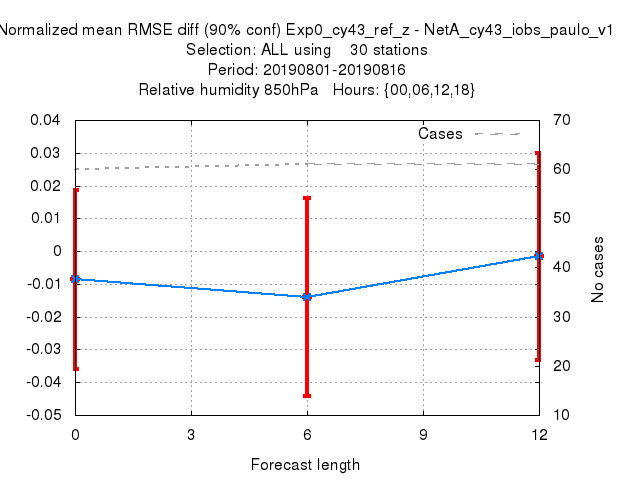 Normalized mean RMSE diff (90% conf) Exp0_cy43_ref_z - NetA_cy43_iobs_paulo_v1
Selection: ALL using    30 stations
Period: 20190801-20190816
Relative humidity 850hPa   Hours: {00,06,12,18}
Cases
0.04
0.03
0.02
0.01
0
-0.01
-0.02
-0.03
-0.04
-0.05
70
60
50
40
30
20
10
No cases
0 3 6 9 12
Forecast length